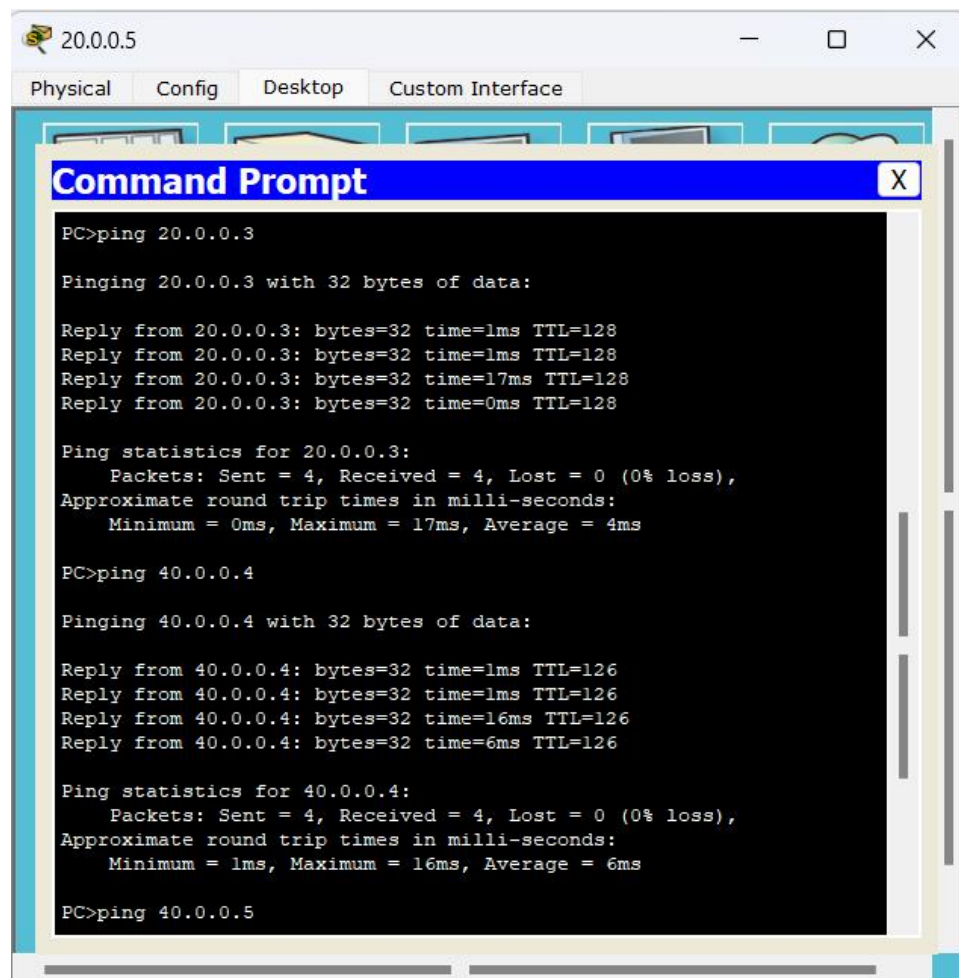 20.0.0.5
Physical Config Desktop Custom Interface
Command Prompt X
PC>ping 20.0.0.3
Pinging 20.0.0.3 with 32 bytes of data:
Reply from 20.0.0.3: bytes=32 time=1ms TTL=128
Reply from 20.0.0.3: bytes=32 time=1ms TTL=128
Reply from 20.0.0.3: bytes=32 time=17ms TTL=128
Reply from 20.0.0.3: bytes=32 time=0ms TTL=128
Ping statistics for 20.0.0.3:
Packets: Sent = 4, Received = 4, Lost = 0 (0% loss),
Approximate round trip times in milli-seconds:
Minimum = 0ms, Maximum = 17ms, Average = 4ms
PC>ping 40.0.0.4
Pinging 40.0.0.4 with 32 bytes of data:
Reply from 40.0.0.4: bytes=32 time=1ms TTL=126
Reply from 40.0.0.4: bytes=32 time=1ms TTL=126
Reply from 40.0.0.4: bytes=32 time=16ms TTL=126
Reply from 40.0.0.4: bytes=32 time=6ms TTL=126
Ping statistics for 40.0.0.4:
Packets: Sent = 4, Received = 4, Lost = 0 (0% loss),
Approximate round trip times in milli-seconds:
Minimum = 1ms, Maximum = 16ms, Average = 6ms
PC>ping 40.0.0.5